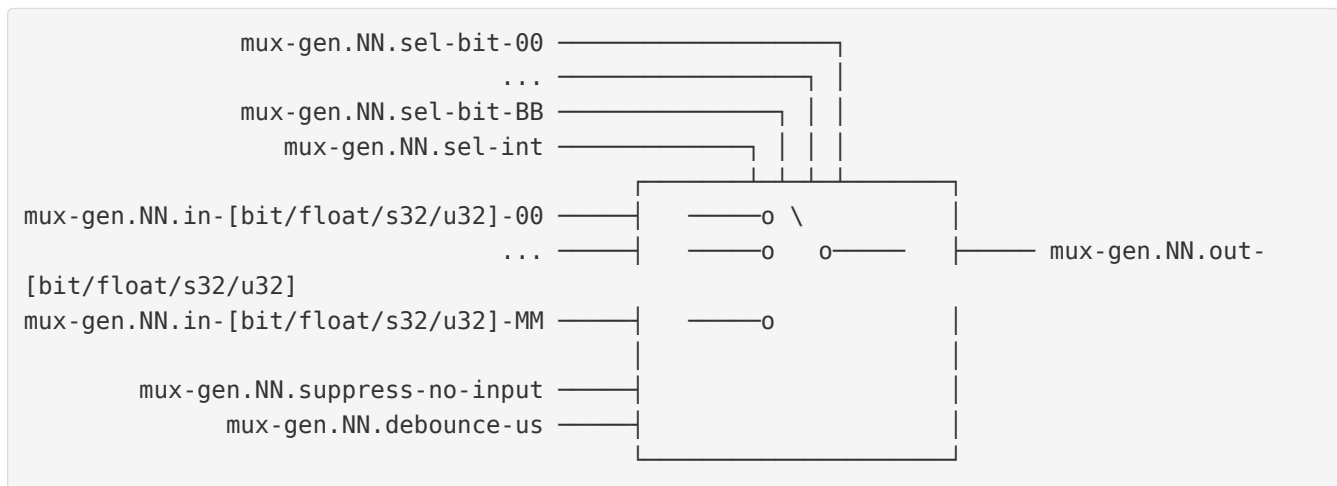 mux-gen.NN.sel-bit-00
...
mux-gen.NN.sel-bit-BB
mux-gen.NN.sel-int
mux-gen.NN.in-[bit/float/s32/u32]-00 o \
... o o mux-gen.NN.out-
[bit/float/s32/u32]
mux-gen.NN.in-[bit/float/s32/u32]-MM o
mux-gen.NN.suppress-no-input
mux-gen.NN.debounce-us